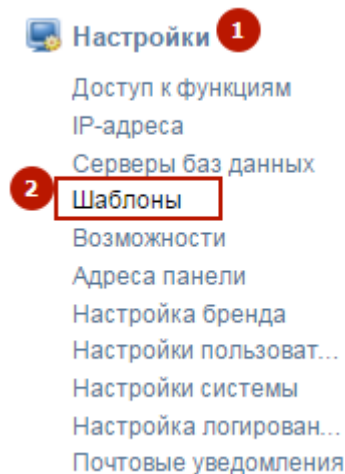 Настройки 1
Доступ к функциям
IP-адреса
Серверы баз данных
2 Шаблоны
Возможности
Адреса панели
Настройка бренда
Настройки пользоват...
Настройки системы
Настройка логирован...
Почтовые уведомления